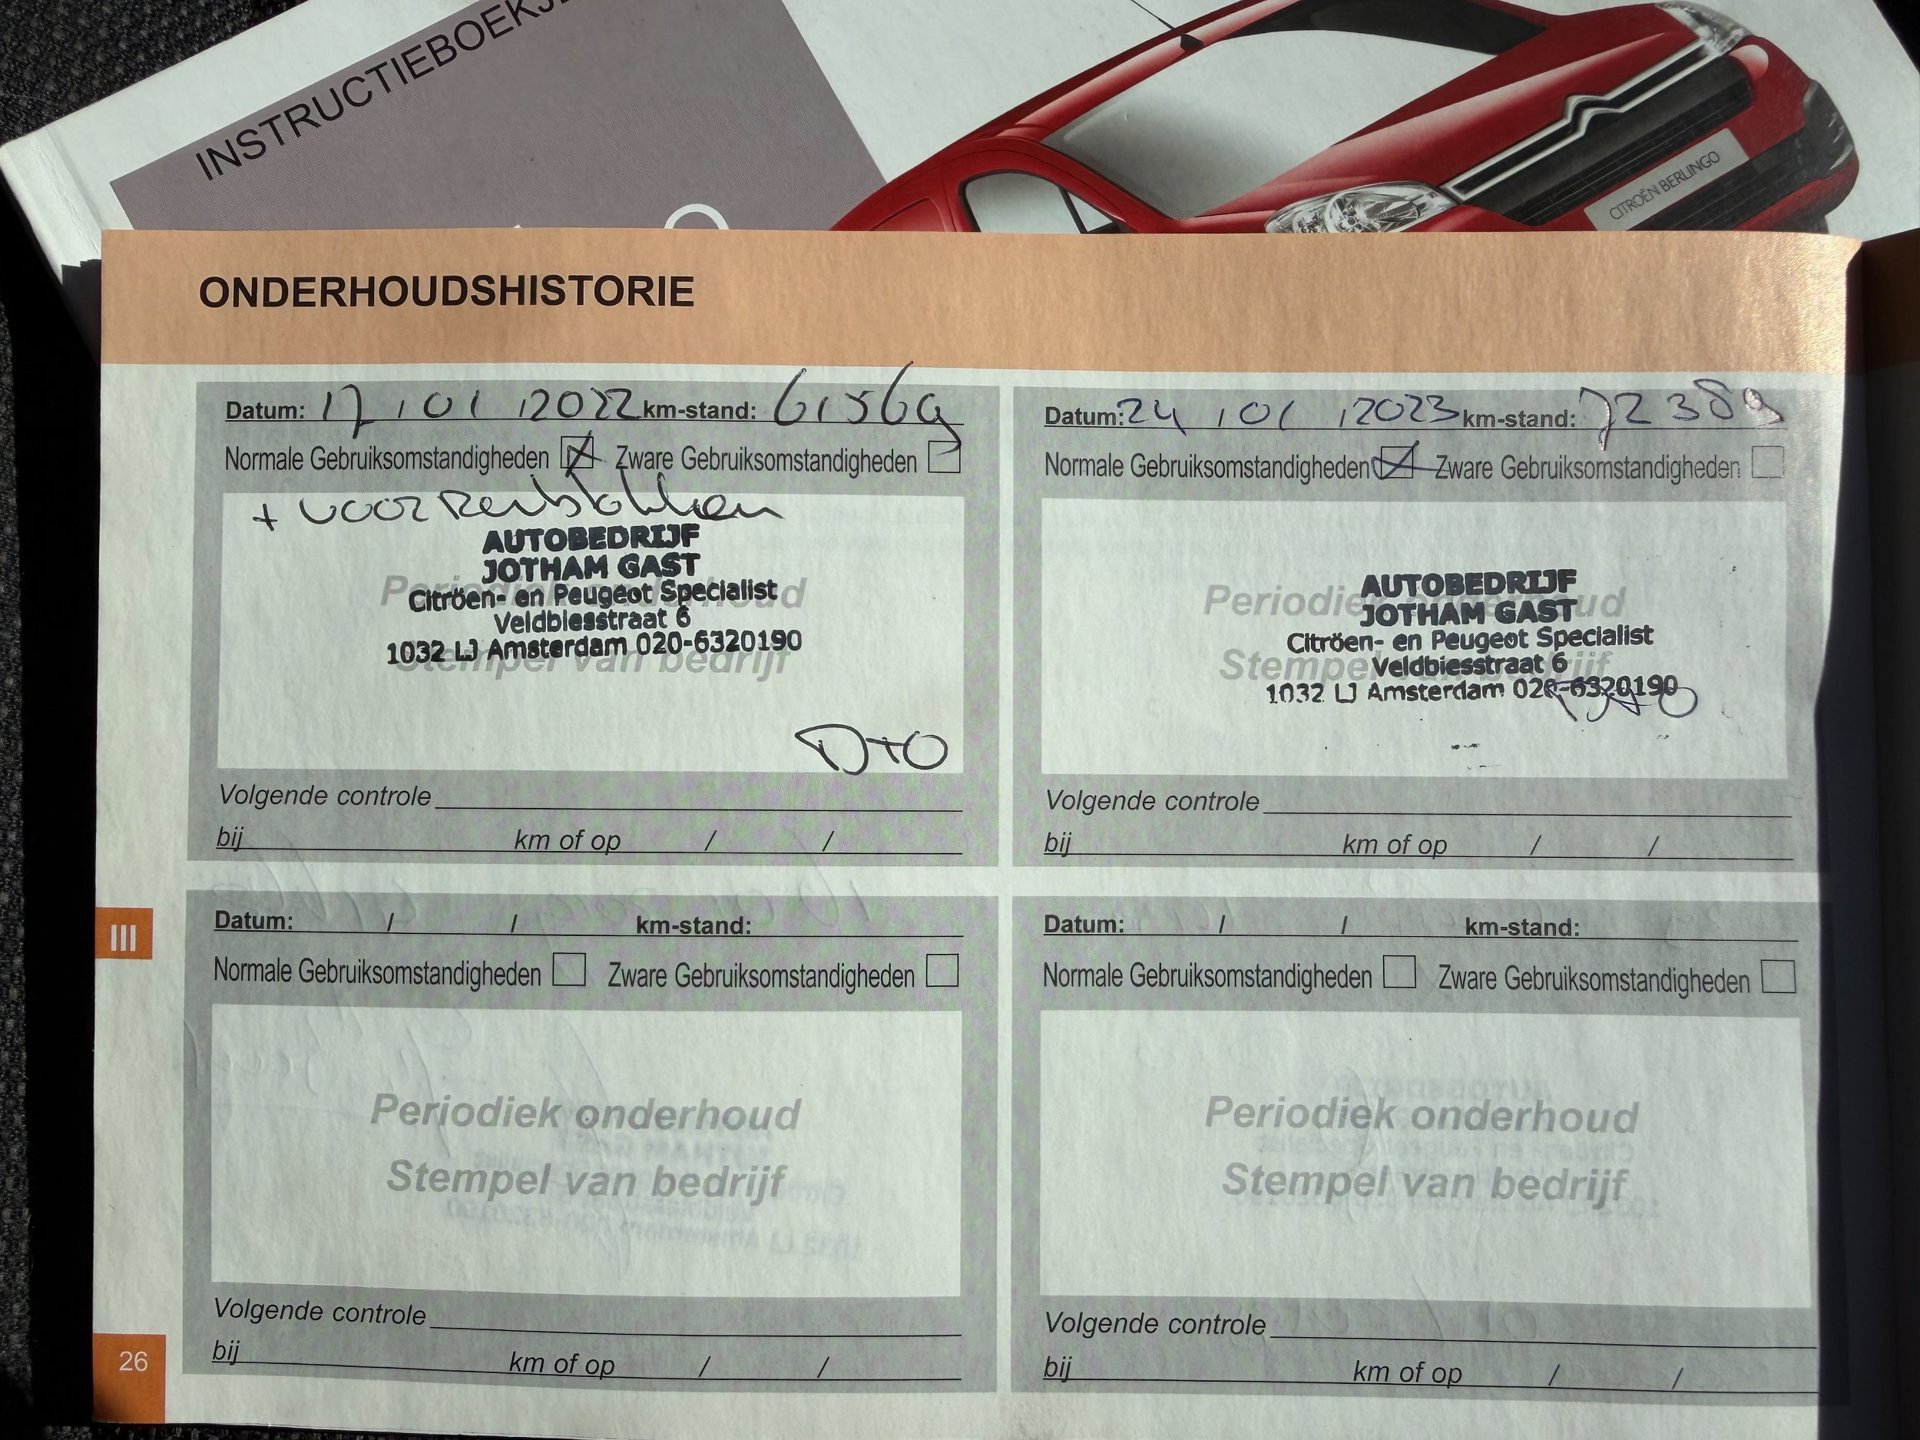 INSTRUCTIEBOEKJE
CITROËN BERLINGO
ONDERHOUDSHISTORIE
Datum: 17 / 01 / 2022 km-stand: 61569
Normale Gebruiksomstandigheden Zware Gebruiksomstandigheden
+ voorremblokken
AUTOBEDRIJF
JOTHAM GAST
Periodiek onderhoud
Citröen- en Peugeot Specialist
Veldbiesstraat 6
1032 LJ Amsterdam 020-6320190
Stempel van bedrijf
Volgende controle
bij km of op / /
Datum: 24 / 01 / 2023 km-stand: 72389
Normale Gebruiksomstandigheden Zware Gebruiksomstandigheden
AUTOBEDRIJF
Periodiek onderhoud
JOTHAM GAST
Citröen- en Peugeot Specialist
Stempel van bedrijf
Veldbiesstraat 6
1032 LJ Amsterdam 020-6320190
Volgende controle
bij km of op / /
Datum: / / km-stand:
Normale Gebruiksomstandigheden Zware Gebruiksomstandigheden
Periodiek onderhoud
Stempel van bedrijf
Volgende controle
bij km of op / /
Datum: / / km-stand:
Normale Gebruiksomstandigheden Zware Gebruiksomstandigheden
Periodiek onderhoud
Stempel van bedrijf
Volgende controle
bij km of op / /
III
26